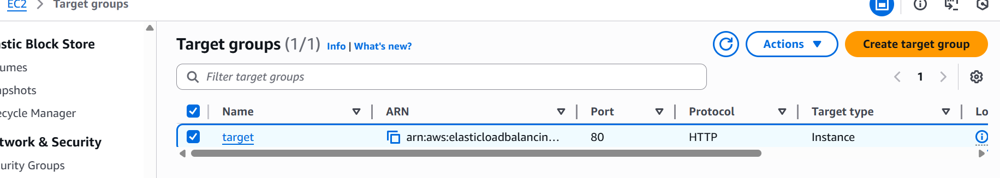 EC2 > Target groups
stic Block Store
umes
pshots
ecycle Manager
twork & Security
urity Groups
Target groups (1/1) Info | What's new?
Actions
Create target group
Filter target groups
1
Name ARN Port Protocol Target type Lo
target arn:aws:elasticloadbalancin... 80 HTTP Instance